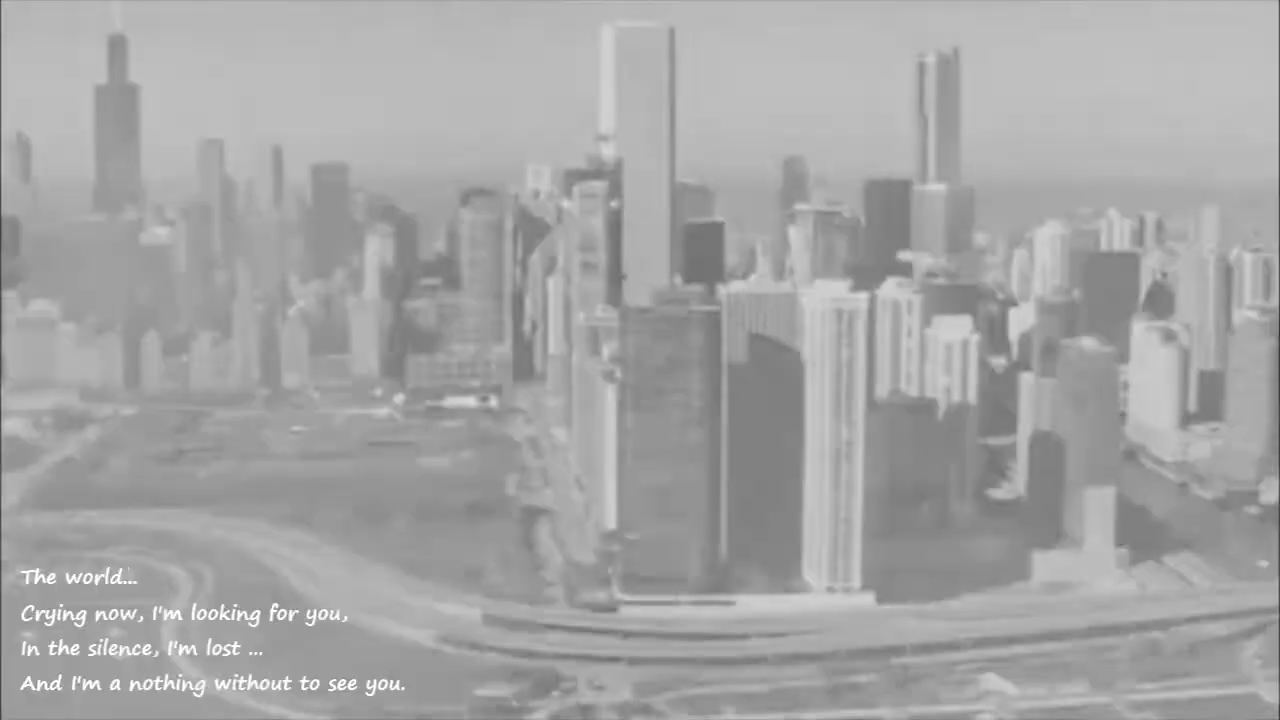 The world...
Crying now, I'm looking for you,
In the silence, I'm lost ...
And I'm a nothing without to see you.